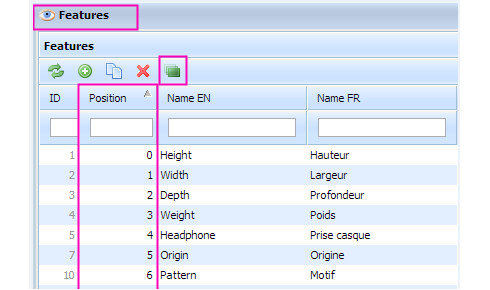 Features
Features
ID Position Name EN Name FR
1 0 Height Hauteur
2 1 Width Largeur
3 2 Depth Profondeur
4 3 Weight Poids
5 4 Headphone Prise casque
7 5 Origin Origine
10 6 Pattern Motif